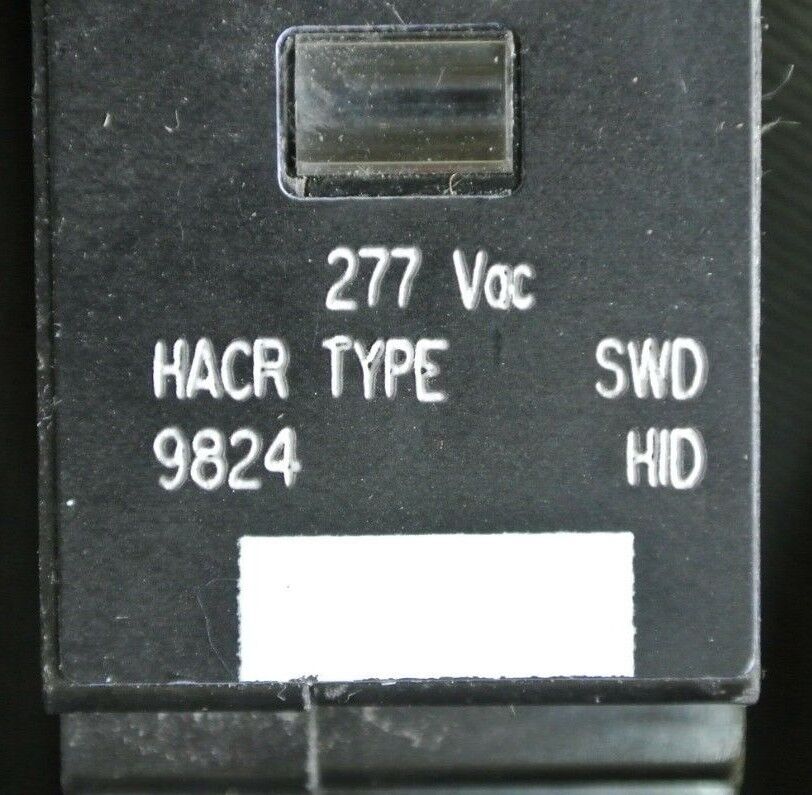 277 Vac
HACR TYPE SWD
9824 HID